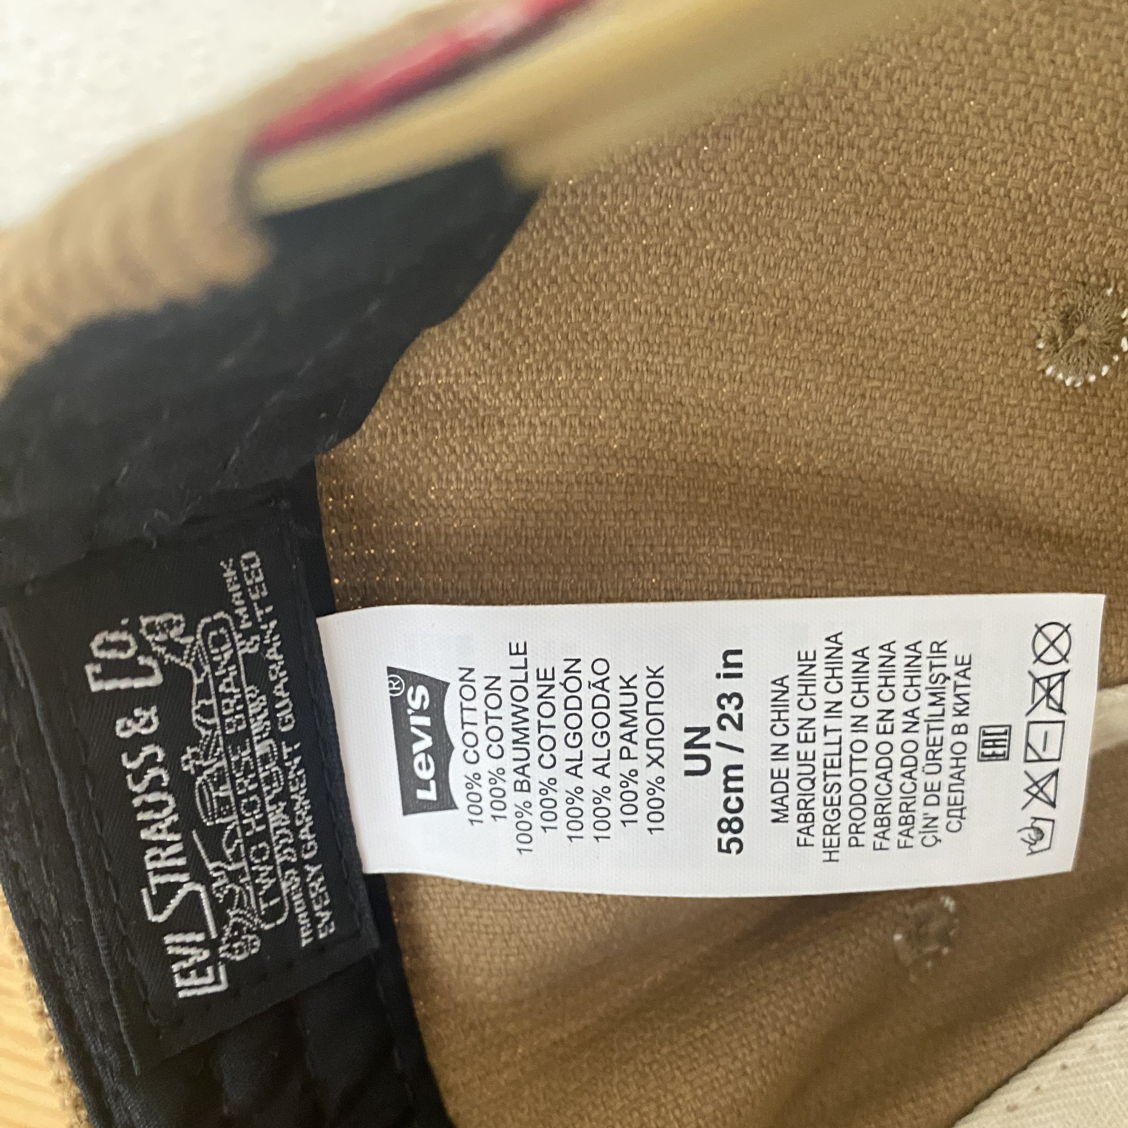 LEVI STRAUSS & CO.
TWO HORSE BRAND
TRADE MARK
EVERY GARMENT GUARANTEED
LEVI'S®
100% COTTON
100% COTON
100% BAUMWOLLE
100% COTONE
100% ALGODÓN
100% ALGODÃO
100% PAMUK
100% ХЛОПОК
UN
58cm / 23 in
MADE IN CHINA
FABRIQUE EN CHINE
HERGESTELLT IN CHINA
PRODOTTO IN CHINA
FABRICADO EN CHINA
FABRICADO NA CHINA
ÇİN' DE ÜRETİLMİŞTİR
СДЕЛАНО В КИТАЕ
EAC